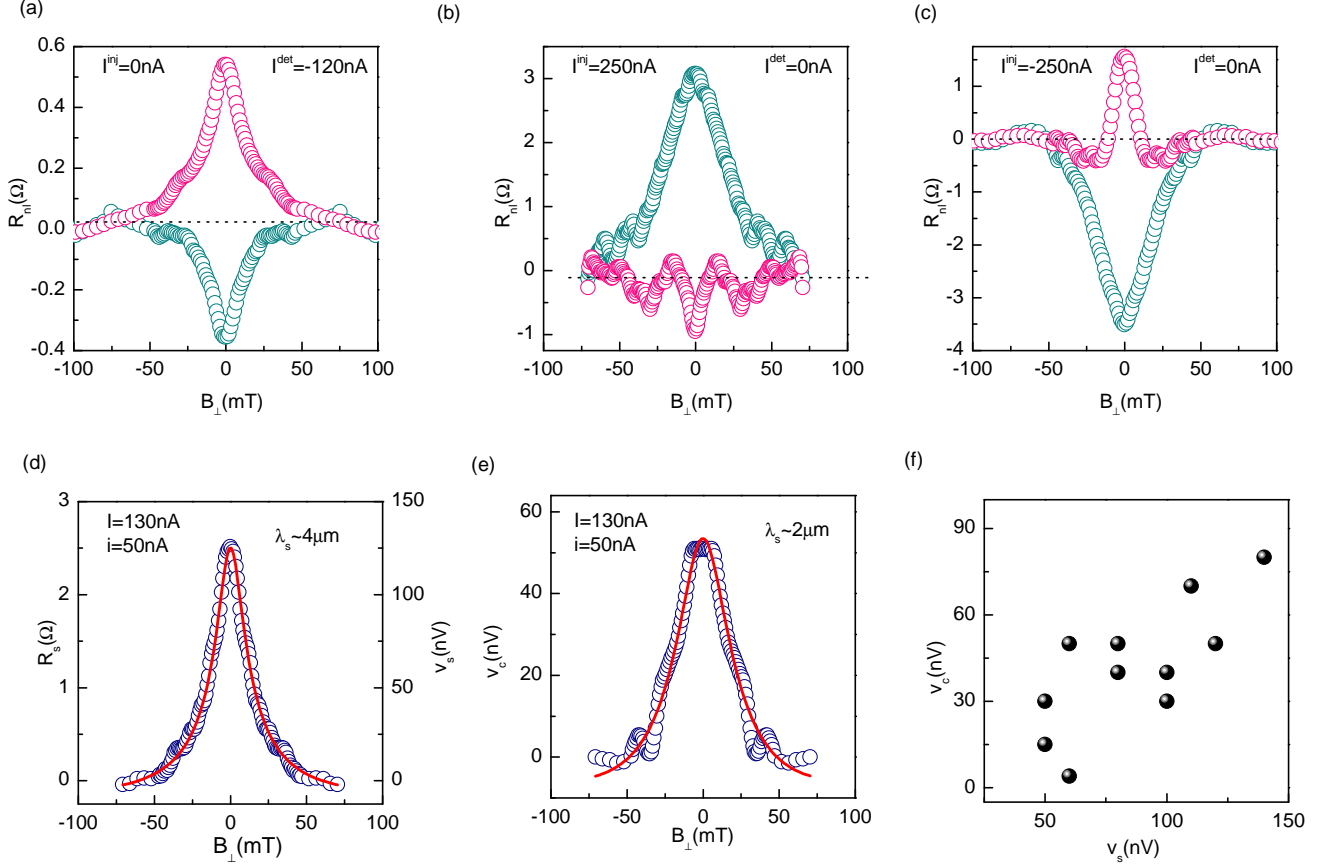 (a)
I^inj=0nA I^det=-120nA
0.6
0.4
0.2
0.0
-0.2
-0.4
R_nl(Ω)
-100 -50 0 50 100
B_⊥(mT)
(b)
I^inj=250nA I^det=0nA
3
2
1
0
-1
R_nl(Ω)
-100 -50 0 50 100
B_⊥(mT)
(c)
I^inj=-250nA I^det=0nA
1
0
-1
-2
-3
-4
R_nl(Ω)
-100 -50 0 50 100
B_⊥(mT)
(d)
I=130nA
i=50nA
λ_s~4μm
3
2
1
0
R_s(Ω)
150
100
50
0
v_s(nV)
-100 -50 0 50 100
B_⊥(mT)
(e)
I=130nA
i=50nA
λ_s~2μm
60
40
20
0
v_c(nV)
-100 -50 0 50 100
B_⊥(mT)
(f)
90
60
30
0
v_c(nV)
50 100 150
v_s(nV)